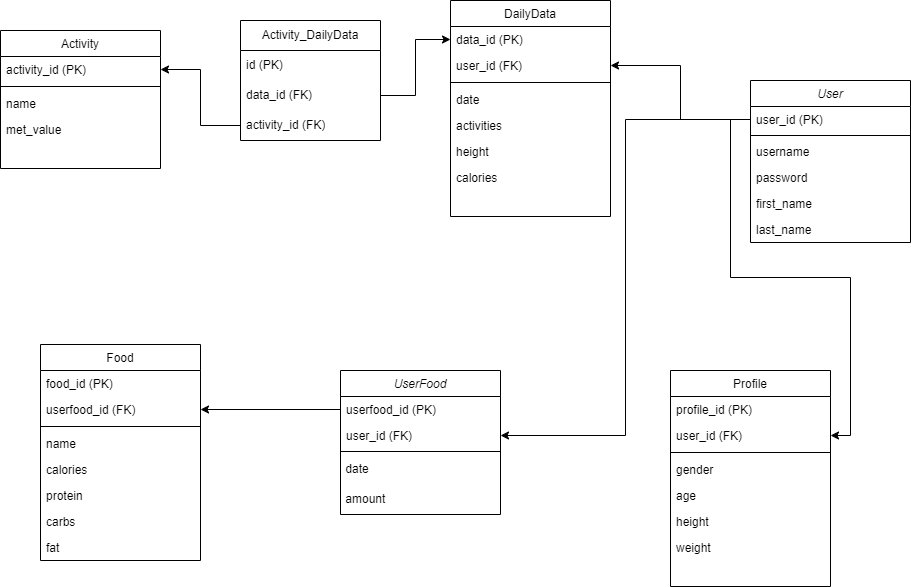 Activity
activity_id (PK)
name
met_value
Activity_DailyData
id (PK)
data_id (FK)
activity_id (FK)
DailyData
data_id (PK)
user_id (FK)
date
activities
height
calories
User
user_id (PK)
username
password
first_name
last_name
Food
food_id (PK)
userfood_id (FK)
name
calories
protein
carbs
fat
UserFood
userfood_id (PK)
user_id (FK)
date
amount
Profile
profile_id (PK)
user_id (FK)
gender
age
height
weight